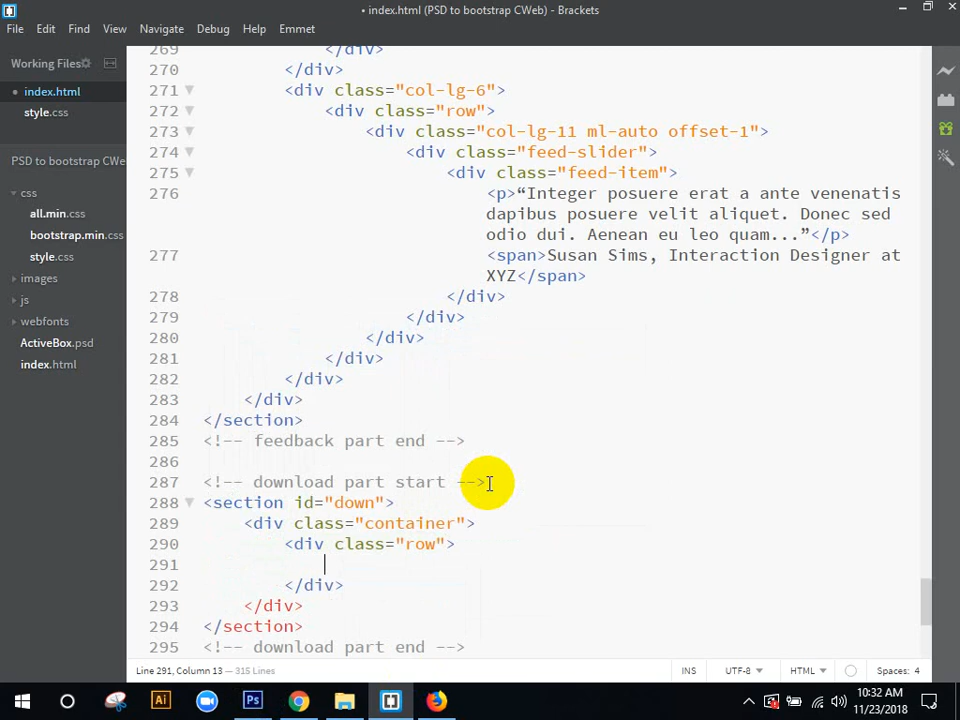 • index.html (PSD to bootstrap CWeb) - Brackets
File Edit Find View Navigate Debug Help Emmet
Working Files
• index.html
style.css
PSD to bootstrap CWe
css
all.min.css
bootstrap.min.css
style.css
images
js
webfonts
ActiveBox.psd
index.html
269 </div>
270 </div>
271 <div class="col-lg-6">
272 <div class="row">
273 <div class="col-lg-11 ml-auto offset-1">
274 <div class="feed-slider">
275 <div class="feed-item">
276 <p>“Integer posuere erat a ante venenatis
dapibus posuere velit aliquet. Donec sed
odio dui. Aenean eu leo quam...”</p>
277 <span>Susan Sims, Interaction Designer at
XYZ</span>
278 </div>
279 </div>
280 </div>
281 </div>
282 </div>
283 </div>
284 </section>
285 <!-- feedback part end -->
286
287 <!-- download part start -->
288 <section id="down">
289 <div class="container">
290 <div class="row">
291
292 </div>
293 </div>
294 </section>
295 <!-- download part end -->
Line 291, Column 13 — 315 Lines INS UTF-8 HTML Spaces: 4
Ai Ps
10:32 AM
11/23/2018